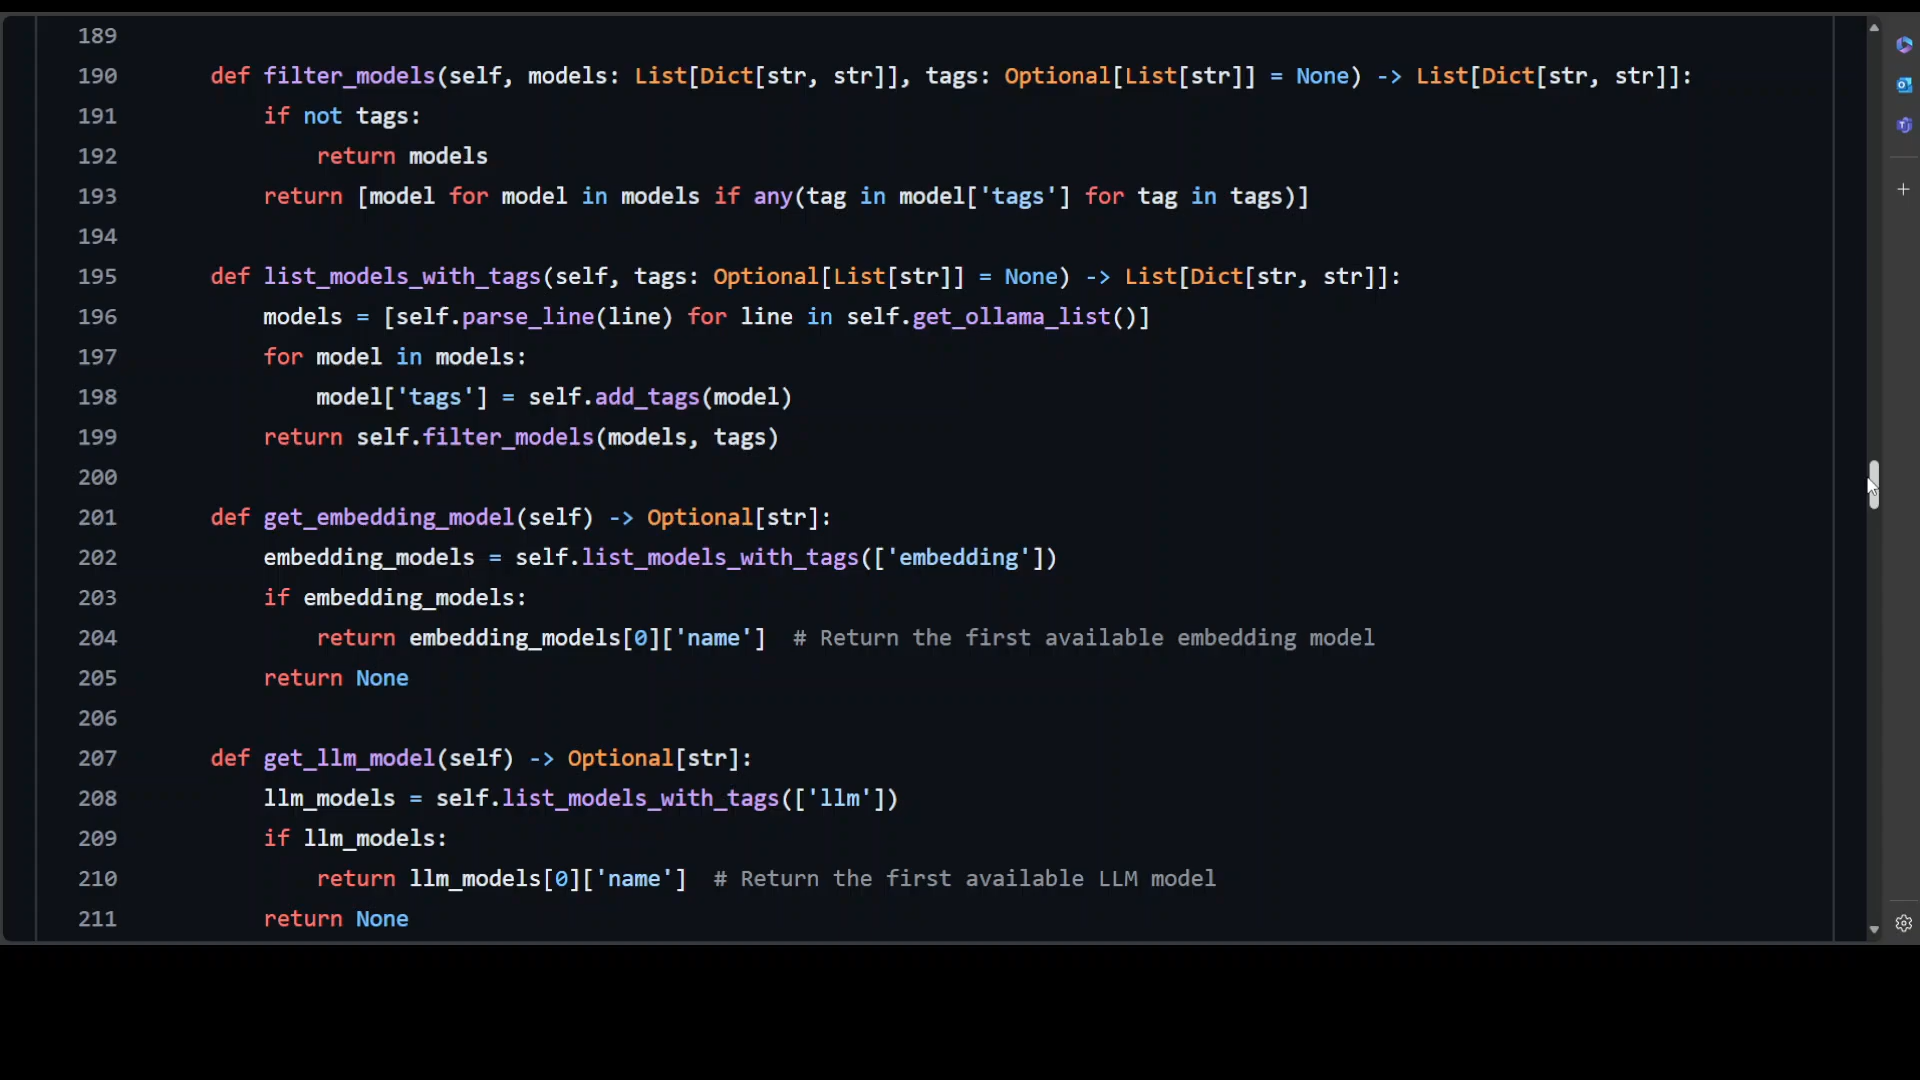 189
190 def filter_models(self, models: List[Dict[str, str]], tags: Optional[List[str]] = None) -> List[Dict[str, str]]:
191 if not tags:
192 return models
193 return [model for model in models if any(tag in model['tags'] for tag in tags)]
194
195 def list_models_with_tags(self, tags: Optional[List[str]] = None) -> List[Dict[str, str]]:
196 models = [self.parse_line(line) for line in self.get_ollama_list()]
197 for model in models:
198 model['tags'] = self.add_tags(model)
199 return self.filter_models(models, tags)
200
201 def get_embedding_model(self) -> Optional[str]:
202 embedding_models = self.list_models_with_tags(['embedding'])
203 if embedding_models:
204 return embedding_models[0]['name']  # Return the first available embedding model
205 return None
206
207 def get_llm_model(self) -> Optional[str]:
208 llm_models = self.list_models_with_tags(['llm'])
209 if llm_models:
210 return llm_models[0]['name']  # Return the first available LLM model
211 return None